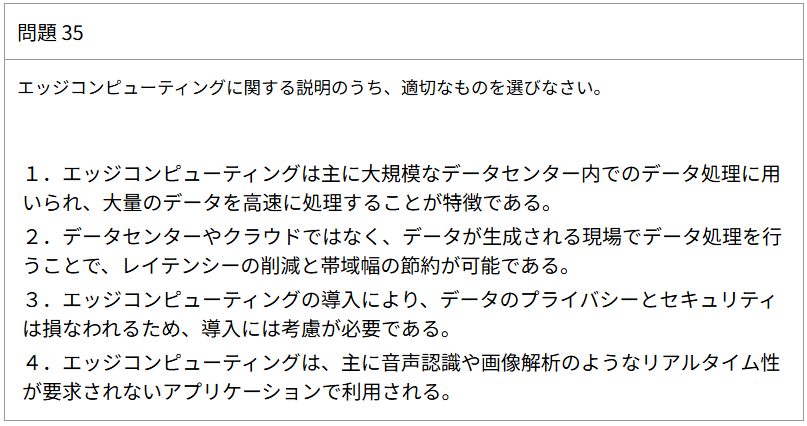 問題 35
エッジコンピューティングに関する説明のうち、適切なものを選びなさい。
１．エッジコンピューティングは主に大規模なデータセンター内でのデータ処理に用
いられ、大量のデータを高速に処理することが特徴である。
２．データセンターやクラウドではなく、データが生成される現場でデータ処理を行
うことで、レイテンシーの削減と帯域幅の節約が可能である。
３．エッジコンピューティングの導入により、データのプライバシーとセキュリティ
は損なわれるため、導入には考慮が必要である。
４．エッジコンピューティングは、主に音声認識や画像解析のようなリアルタイム性
が要求されないアプリケーションで利用される。